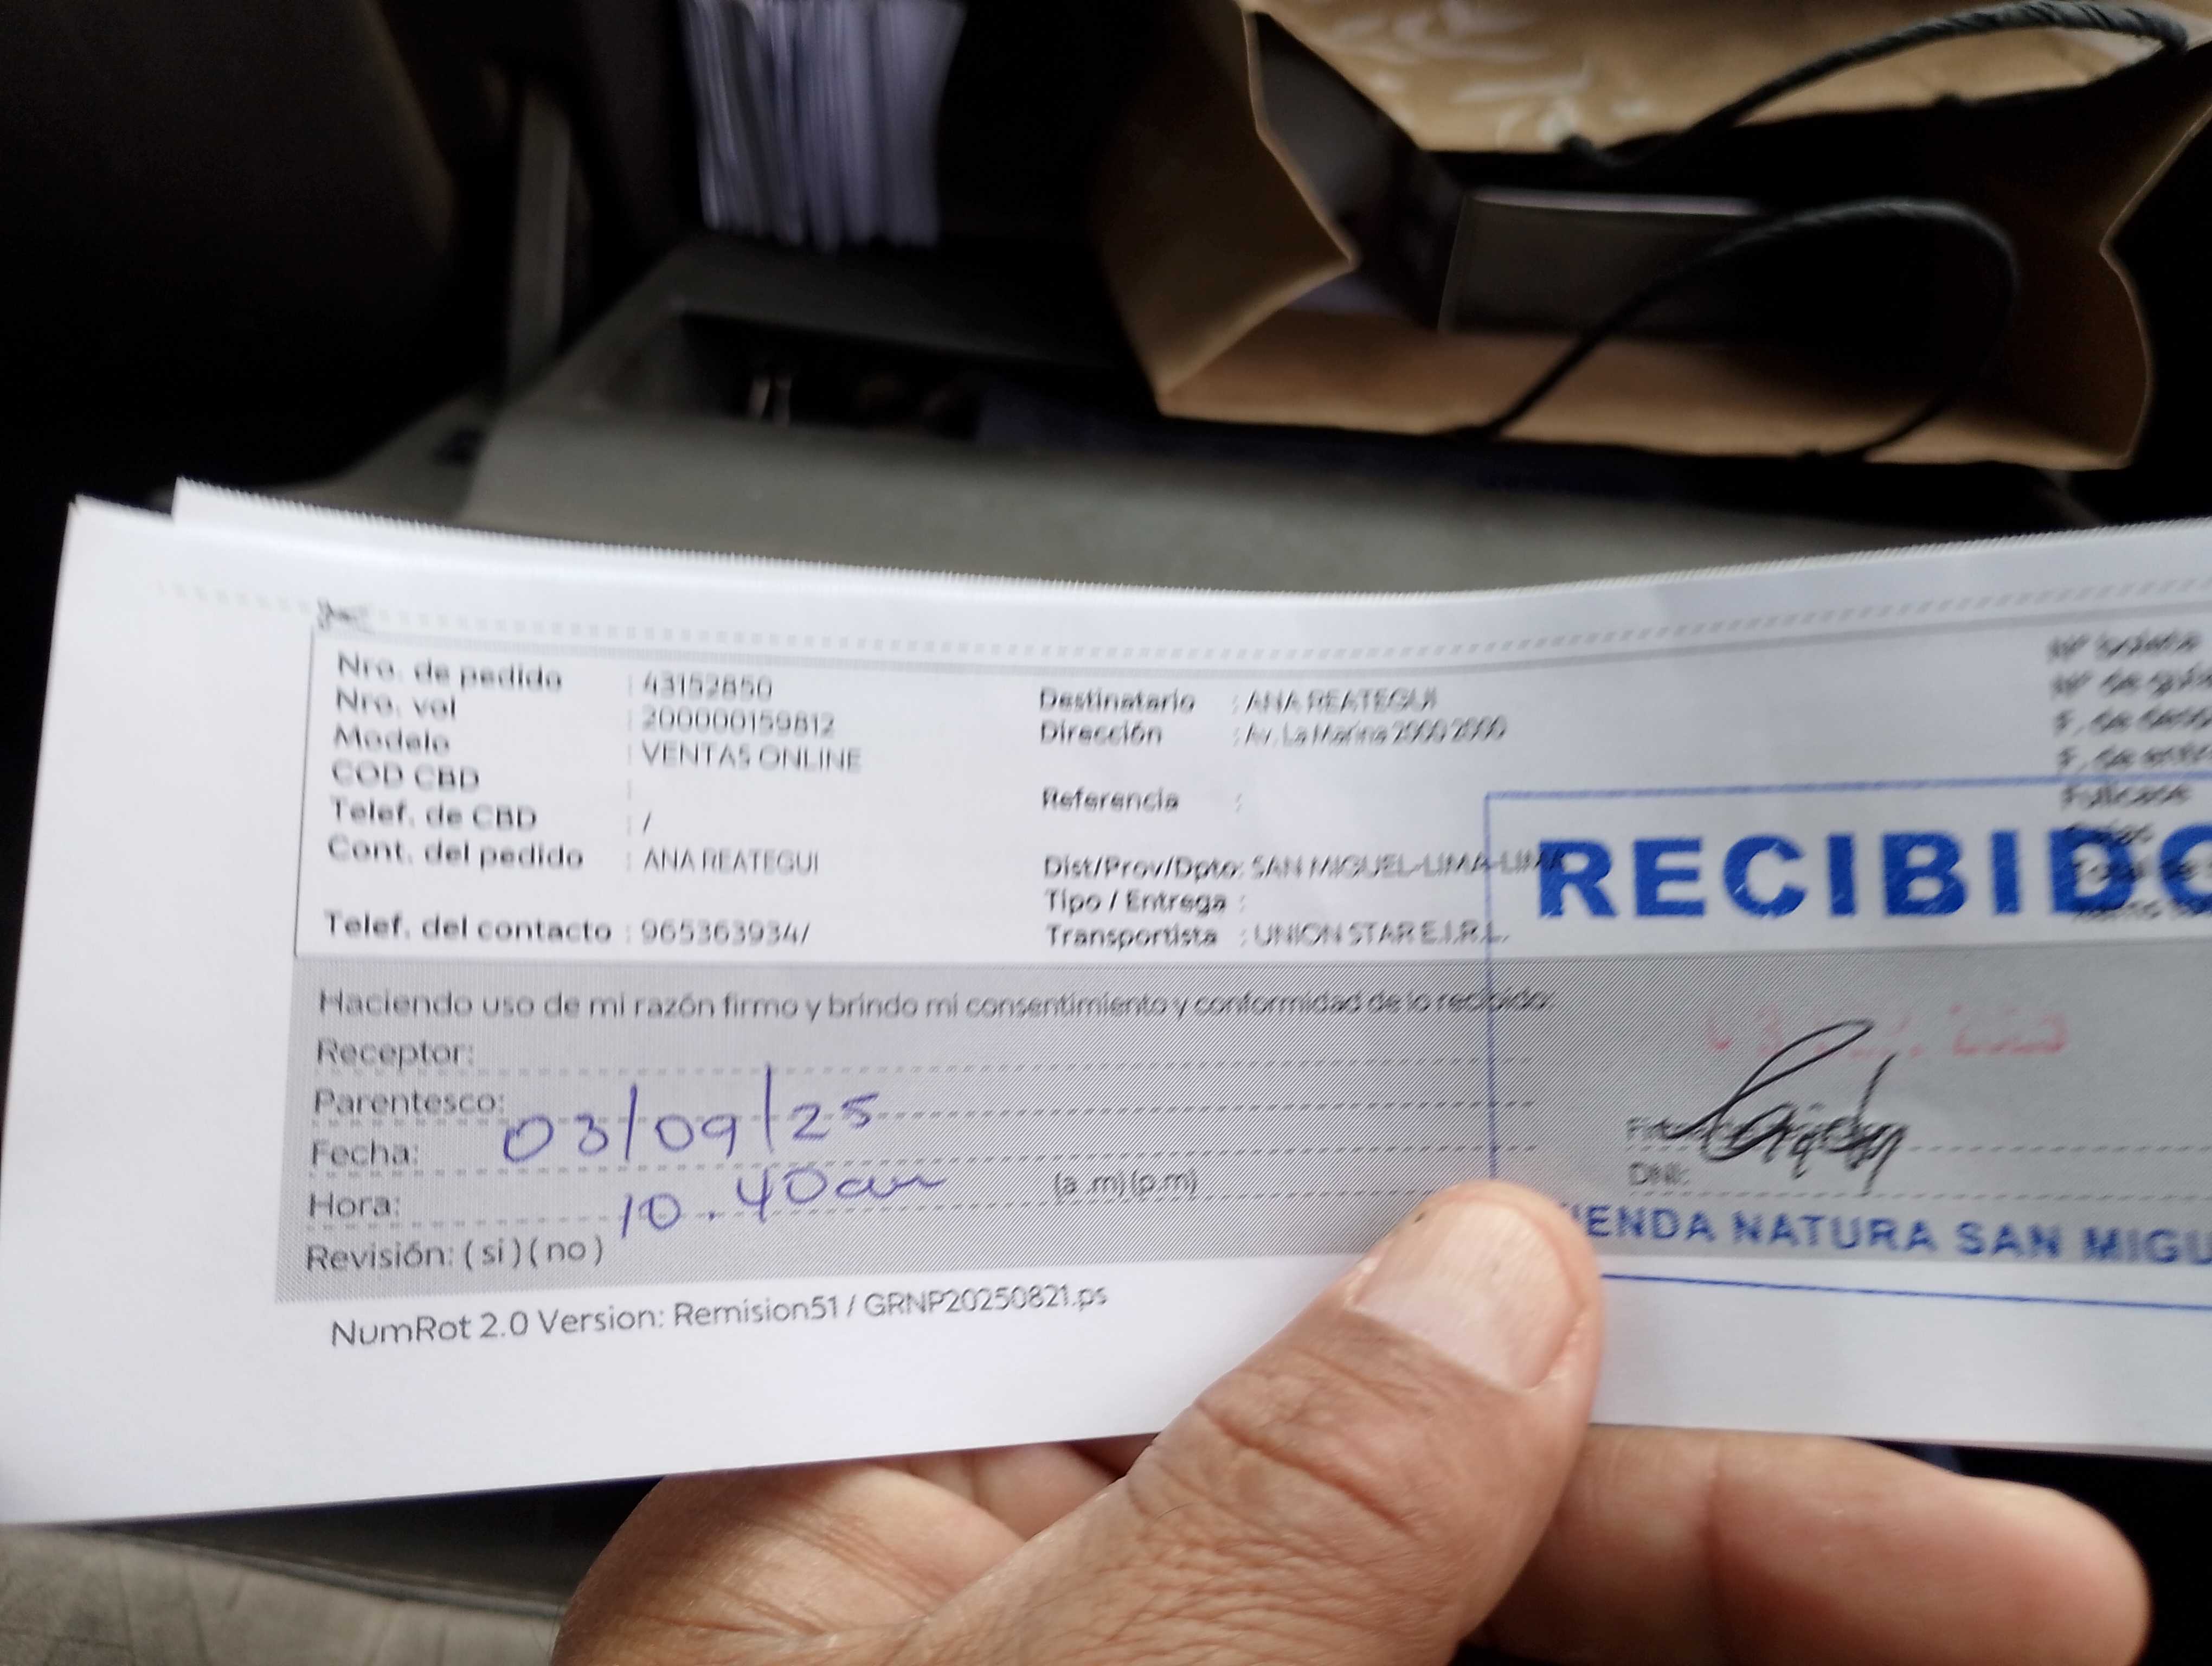 Nro. de pedido : 43152850
Nro. vol : 200000159812
Modelo : VENTAS ONLINE
COD CBD :
Telef. de CBD : /
Cont. del pedido : ANA REATEGUI
Telef. del contacto : 965363934/
Destinatario : ANA REATEGUI
Dirección : Av. La Marina 2000 2000
Referencia :
Dist/Prov/Dpto: SAN MIGUEL-LIMA-LIMA
Tipo / Entrega :
Transportista : UNION STAR E.I.R.L.
RECIBIDO
Haciendo uso de mi razón firmo y brindo mi consentimiento y conformidad de lo recibido:
Receptor:
Parentesco:
Fecha: 03/09/25
Hora: 10.40am (a.m)(p.m)
Revisión: ( si ) ( no )
DNI:
IENDA NATURA SAN MIGU
NumRot 2.0 Version: Remision51 / GRNP20250821.ps